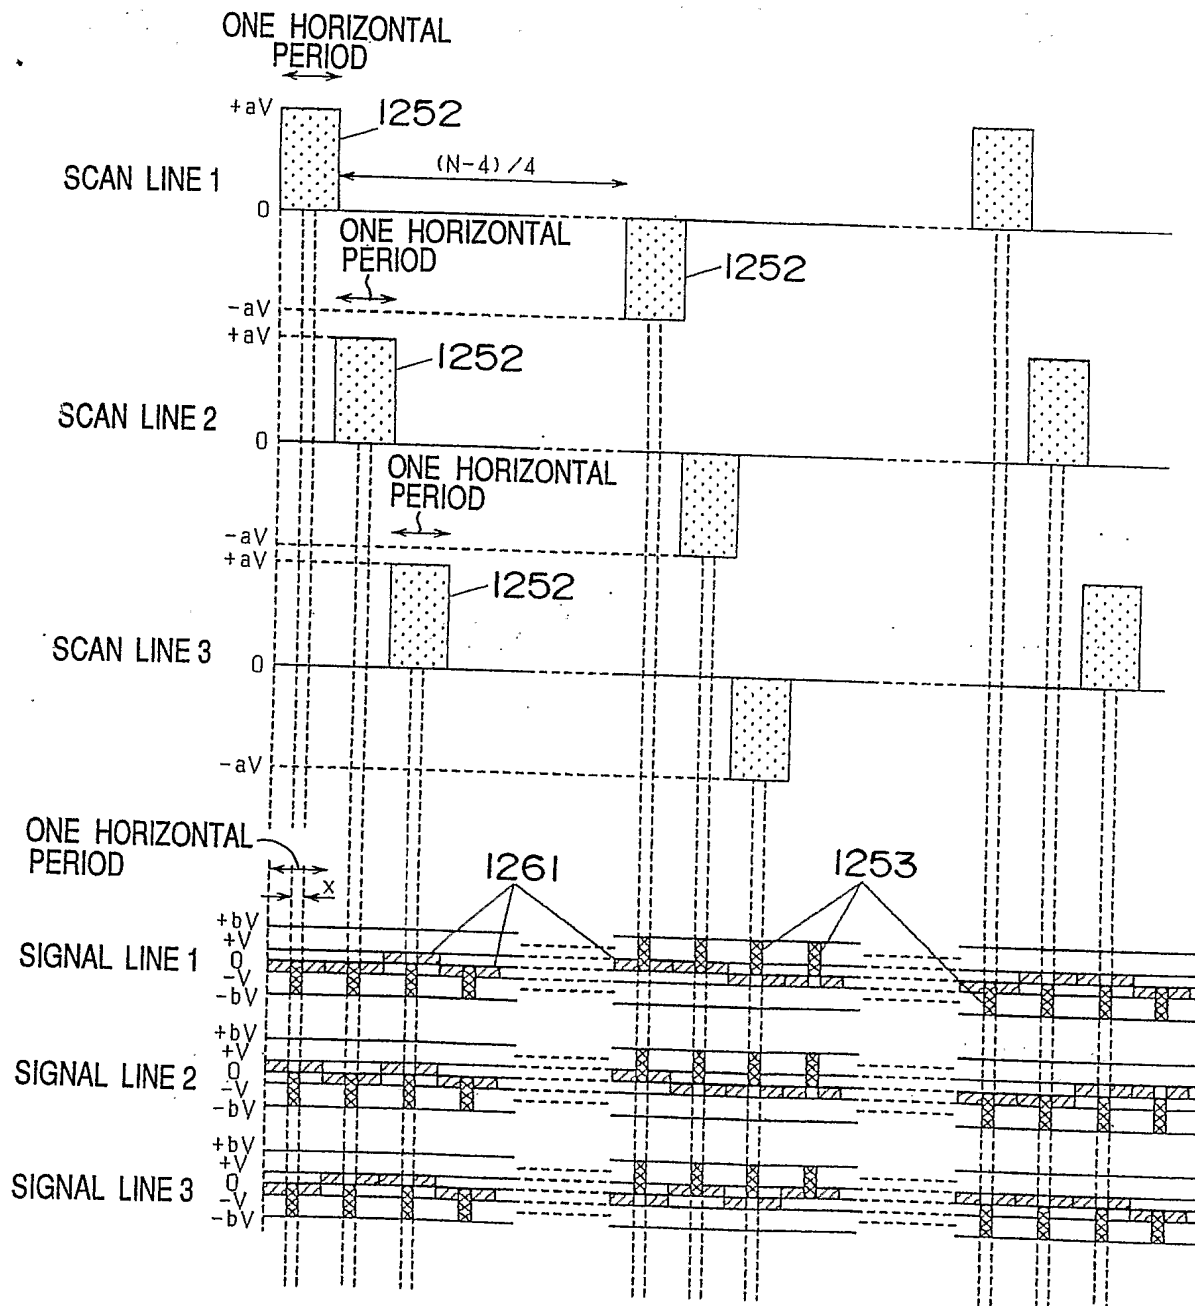 ONE HORIZONTAL
PERIOD
+aV
1252
SCAN LINE 1
(N-4)/4
0
ONE HORIZONTAL
PERIOD
1252
-aV
+aV
1252
SCAN LINE 2
0
ONE HORIZONTAL
PERIOD
-aV
+aV
1252
SCAN LINE 3
0
-aV
ONE HORIZONTAL
PERIOD
1261
1253
x
+bV
+V
SIGNAL LINE 1
0
-V
-bV
+bV
+V
SIGNAL LINE 2
0
-V
-bV
+bV
+V
SIGNAL LINE 3
0
-V
-bV